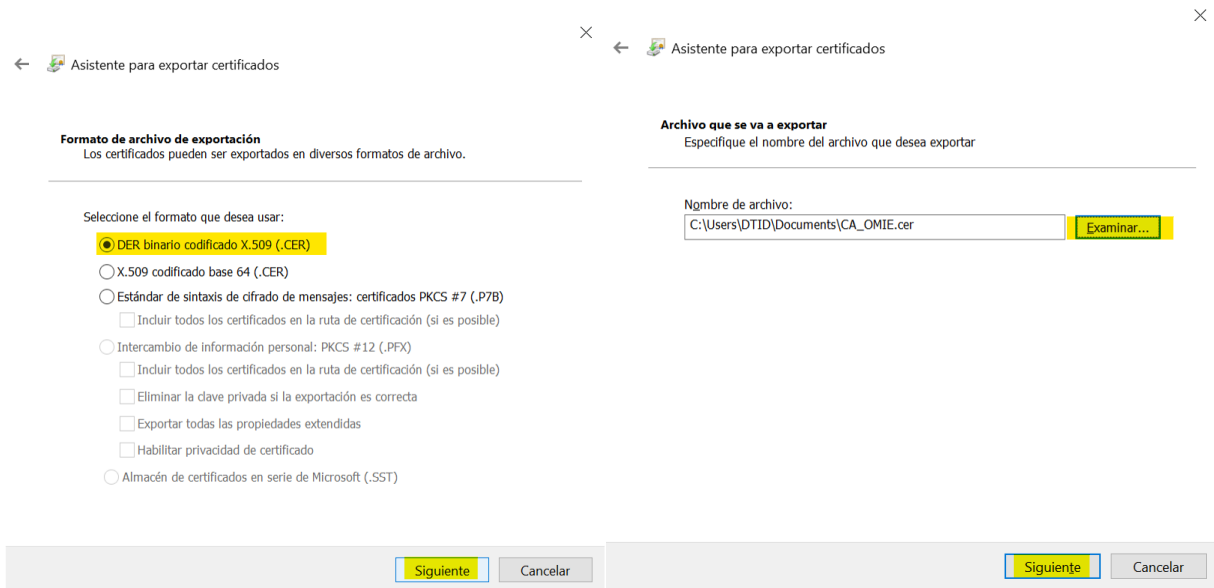 Asistente para exportar certificados
Formato de archivo de exportación
Los certificados pueden ser exportados en diversos formatos de archivo.
Seleccione el formato que desea usar:
DER binario codificado X.509 (.CER)
X.509 codificado base 64 (.CER)
Estándar de sintaxis de cifrado de mensajes: certificados PKCS #7 (.P7B)
Incluir todos los certificados en la ruta de certificación (si es posible)
Intercambio de información personal: PKCS #12 (.PFX)
Incluir todos los certificados en la ruta de certificación (si es posible)
Eliminar la clave privada si la exportación es correcta
Exportar todas las propiedades extendidas
Habilitar privacidad de certificado
Almacén de certificados en serie de Microsoft (.SST)
Siguiente
Cancelar
Asistente para exportar certificados
Archivo que se va a exportar
Especifique el nombre del archivo que desea exportar
Nombre de archivo:
C:\Users\DTID\Documents\CA_OMIE.cer
Examinar...
Siguiente
Cancelar